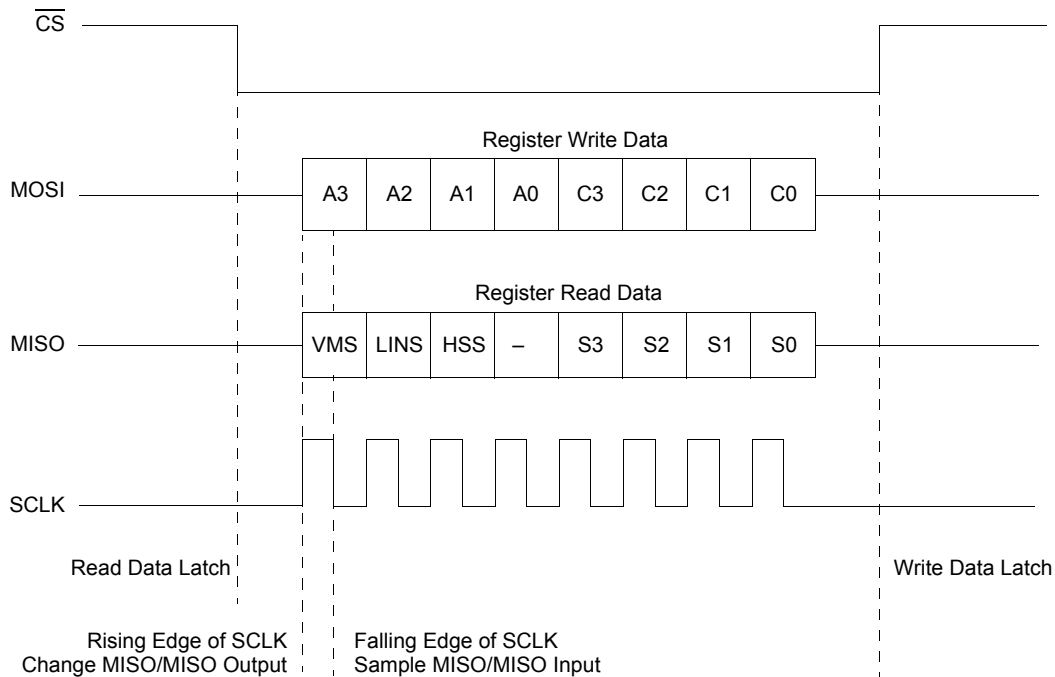 CS
Register Write Data
MOSI
A3 A2 A1 A0 C3 C2 C1 C0
Register Read Data
MISO
VMS LINS HSS – S3 S2 S1 S0
SCLK
Read Data Latch
Write Data Latch
Rising Edge of SCLK
Change MISO/MISO Output
Falling Edge of SCLK
Sample MISO/MISO Input